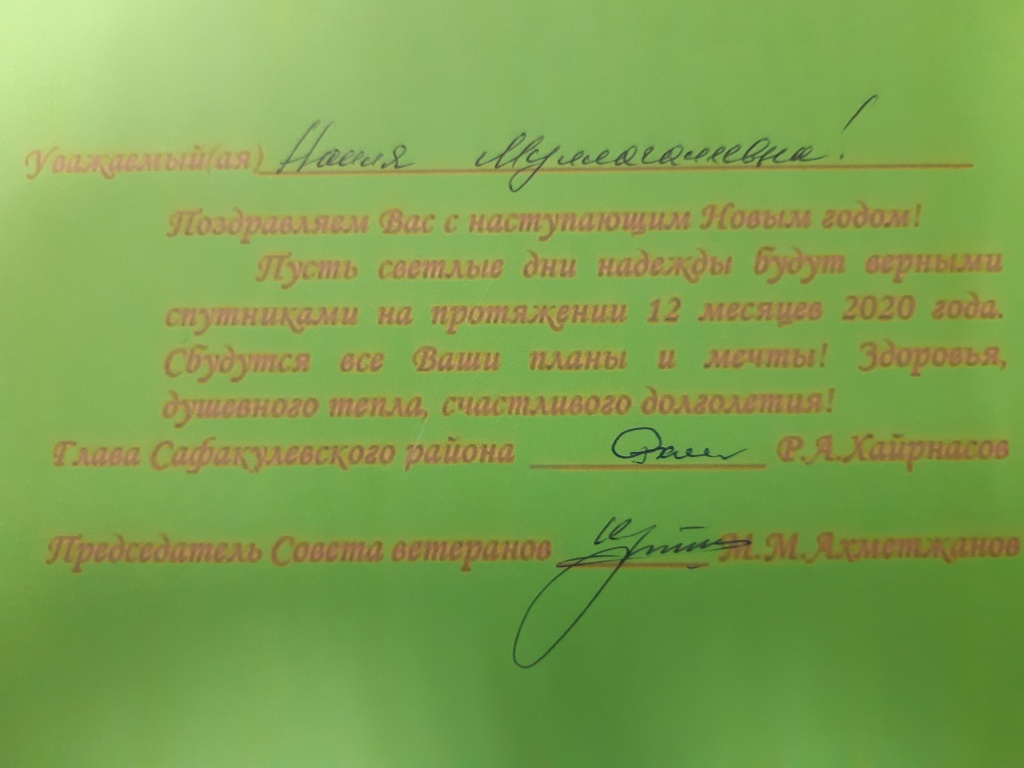 Уважаемый(ая) Наиля Муллагалеевна!
Поздравляем Вас с наступающим Новым годом!
Пусть светлые дни надежды будут верными
спутниками на протяжении 12 месяцев 2020 года.
Сбудутся все Ваши планы и мечты! Здоровья,
душевного тепла, счастливого долголетия!
Глава Сафакулевского района Р.А.Хайрнасов
Председатель Совета ветеранов М.Ахметжанов